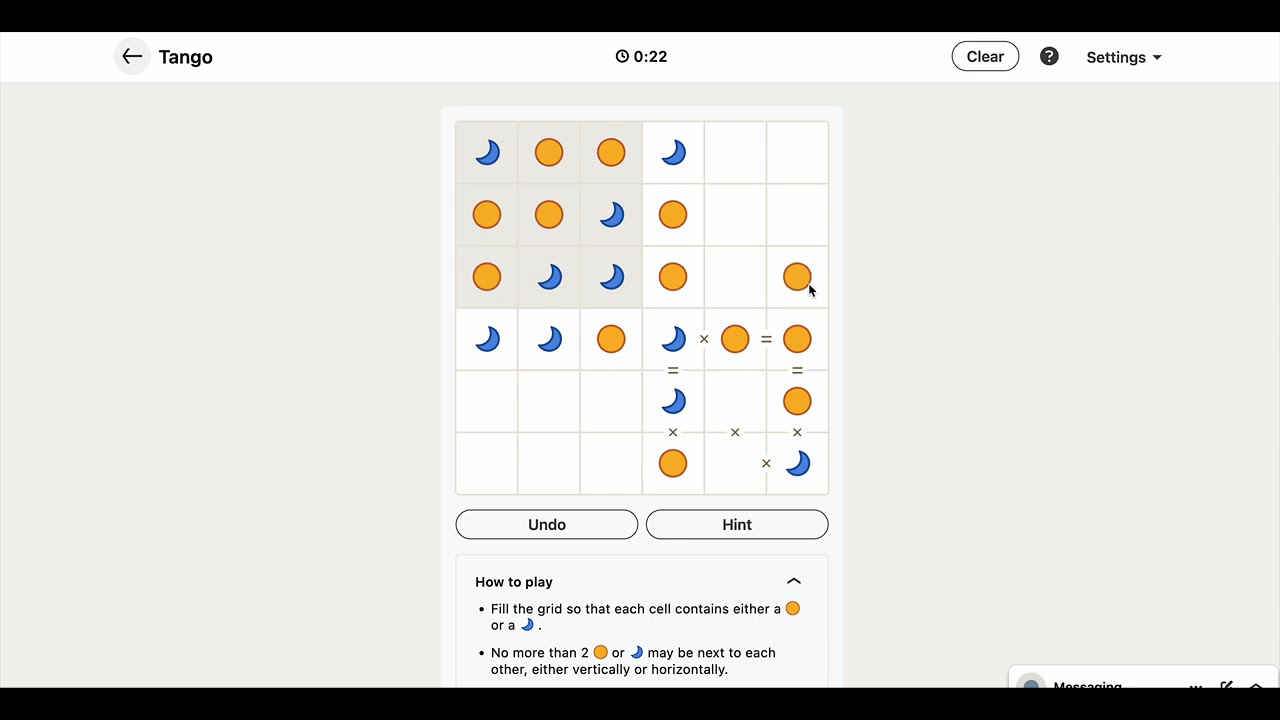 Tango
0:22
Clear
?
Settings
× =
= =
× × ×
×
Undo
Hint
How to play
• Fill the grid so that each cell contains either a
or a .
• No more than 2 or may be next to each
other, either vertically or horizontally.
Messaging